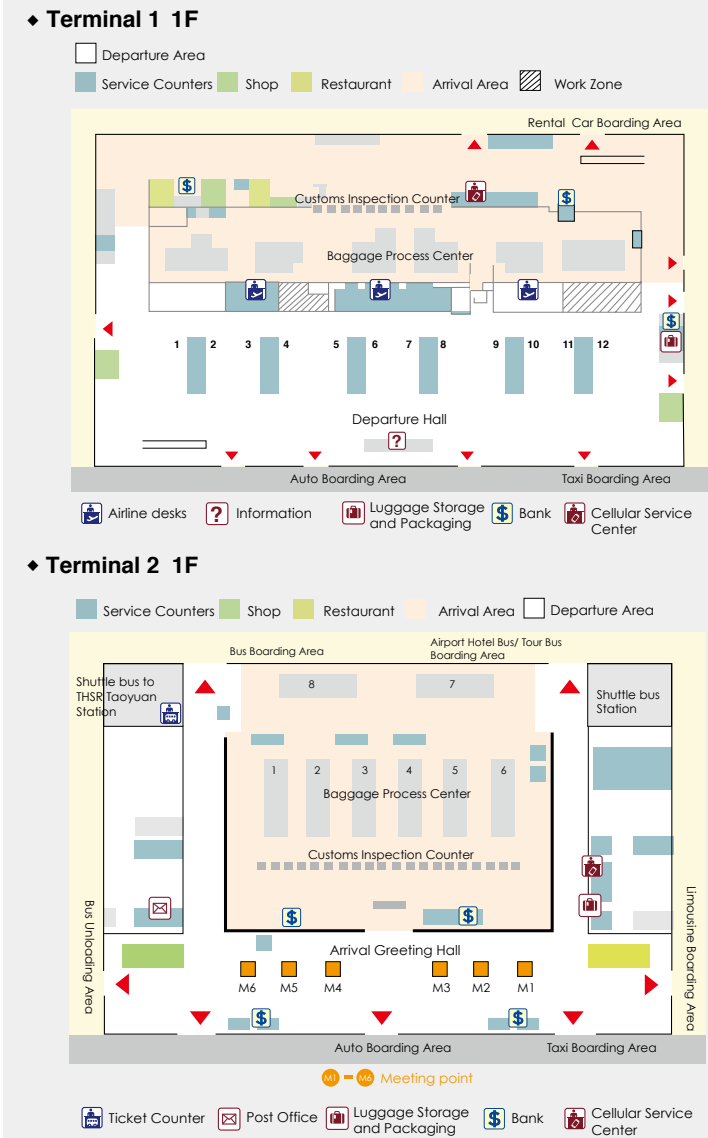 ◆ Terminal 1 1F
Departure Area
Service Counters Shop Restaurant Arrival Area Work Zone
Rental Car Boarding Area
$
Customs Inspection Counter
$
Baggage Process Center
$
1 2 3 4 5 6 7 8 9 10 11 12
Departure Hall
?
Auto Boarding Area Taxi Boarding Area
Airline desks ? Information Luggage Storage and Packaging $ Bank Cellular Service Center
◆ Terminal 2 1F
Service Counters Shop Restaurant Arrival Area Departure Area
Bus Boarding Area
Airport Hotel Bus/ Tour Bus
Boarding Area
Shuttle bus to
THSR Taoyuan
Station
8 7
Shuttle bus
Station
1 2 3 4 5 6
Baggage Process Center
Customs Inspection Counter
$ $
Bus Unloading Area
Limousine Boarding Area
Arrival Greeting Hall
M6 M5 M4 M3 M2 M1
$ $
Auto Boarding Area Taxi Boarding Area
M1 – M6 Meeting point
Ticket Counter Post Office Luggage Storage and Packaging $ Bank Cellular Service Center